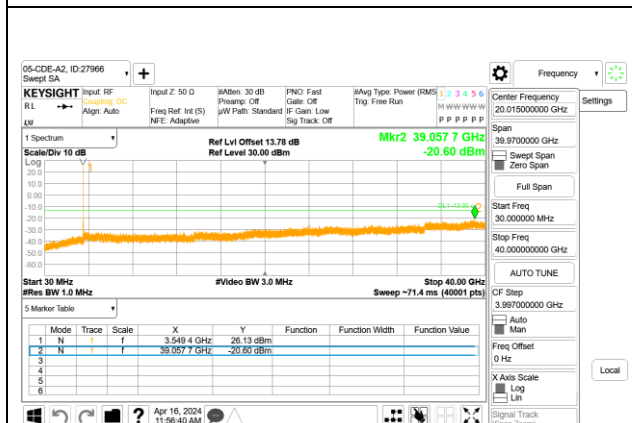 05-CDE-A2, ID:27966
Swept SA
Frequency
Settings
KEYSIGHT
RL
Input: RF
Coupling: DC
Align: Auto
Input Z: 50 Ω
Freq Ref: Int (S)
NFE: Adaptive
#Atten: 30 dB
Preamp: Off
µW Path: Standard
PNO: Fast
Gate: Off
IF Gain: Low
Sig Track: Off
#Avg Type: Power (RMS
Trig: Free Run
1 2 3 4 5 6
M W W W W W
P P P P P P
1 Spectrum
Scale/Div 10 dB
Ref Lvl Offset 13.78 dB
Ref Level 30.00 dBm
Mkr2 39.057 7 GHz
-20.60 dBm
Log
1
20.0
10.0
0.00
-10.0
-20.0
-30.0
-40.0
-50.0
-60.0
Start 30 MHz
#Res BW 1.0 MHz
#Video BW 3.0 MHz
Stop 40.00 GHz
Sweep ~71.4 ms (40001 pts)
5 Marker Table
Mode Trace Scale X Y Function Function Width Function Value
1 N 1 f 3.549 4 GHz 26.13 dBm
2 N 1 f 39.057 7 GHz -20.60 dBm
3
4
5
6
Apr 16, 2024
11:56:40 AM
Center Frequency
20.015000000 GHz
Span
39.9700000 GHz
Swept Span
Zero Span
Full Span
Start Freq
30.000000 MHz
Stop Freq
40.00000000 GHz
AUTO TUNE
CF Step
3.997000000 GHz
Auto
Man
Freq Offset
0 Hz
X Axis Scale
Log
Lin
Signal Track
Local